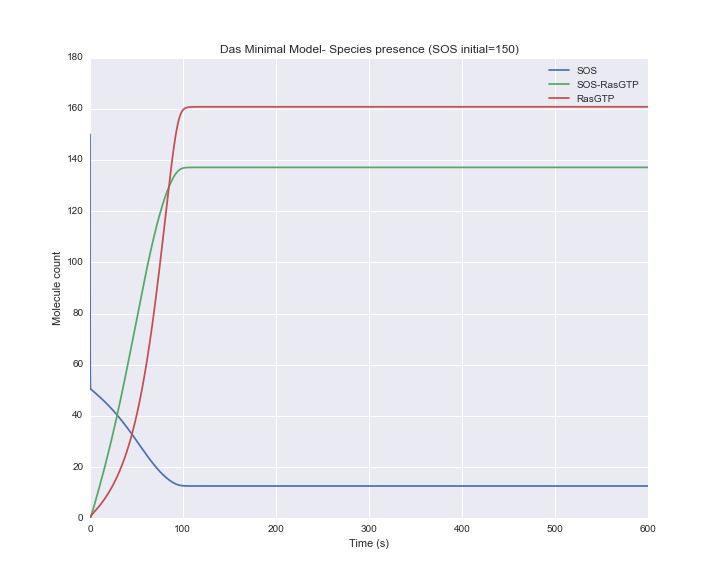 Das Minimal Model- Species presence (SOS initial=150)
SOS
SOS-RasGTP
RasGTP
180
160
140
120
100
80
60
40
20
0
Molecule count
0 100 200 300 400 500 600
Time (s)